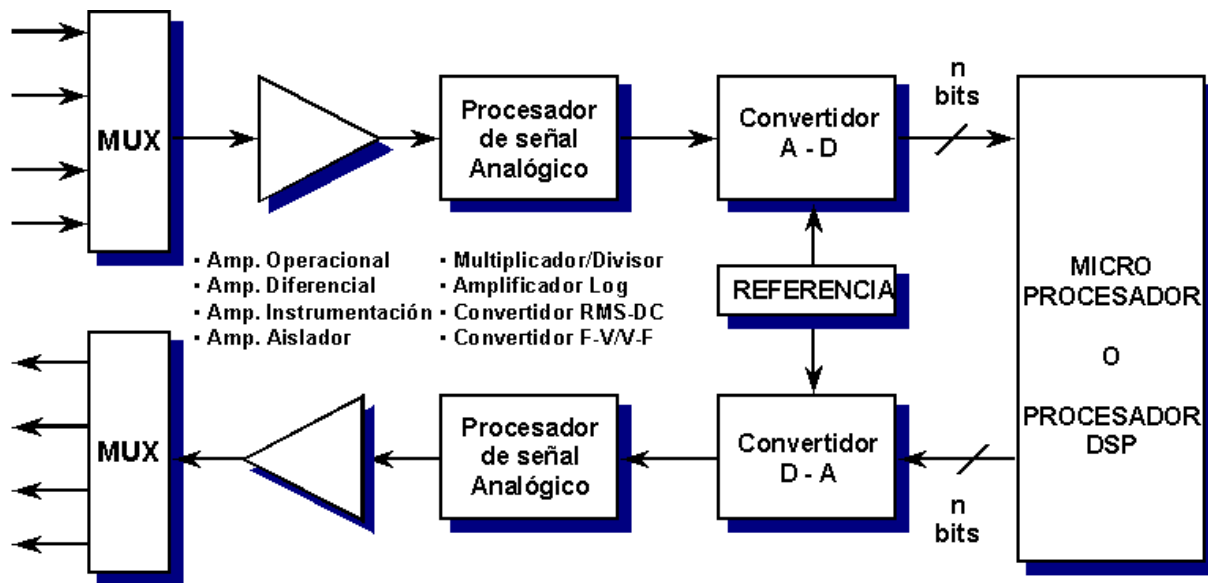 MUX
Procesador
de señal
Analógico
Convertidor
A - D
n
bits
MICRO
PROCESADOR
O
PROCESADOR
DSP
▪ Amp. Operacional
▪ Amp. Diferencial
▪ Amp. Instrumentación
▪ Amp. Aislador
▪ Multiplicador/Divisor
▪ Amplificador Log
▪ Convertidor RMS-DC
▪ Convertidor F-V/V-F
REFERENCIA
MUX
Procesador
de señal
Analógico
Convertidor
D - A
n
bits